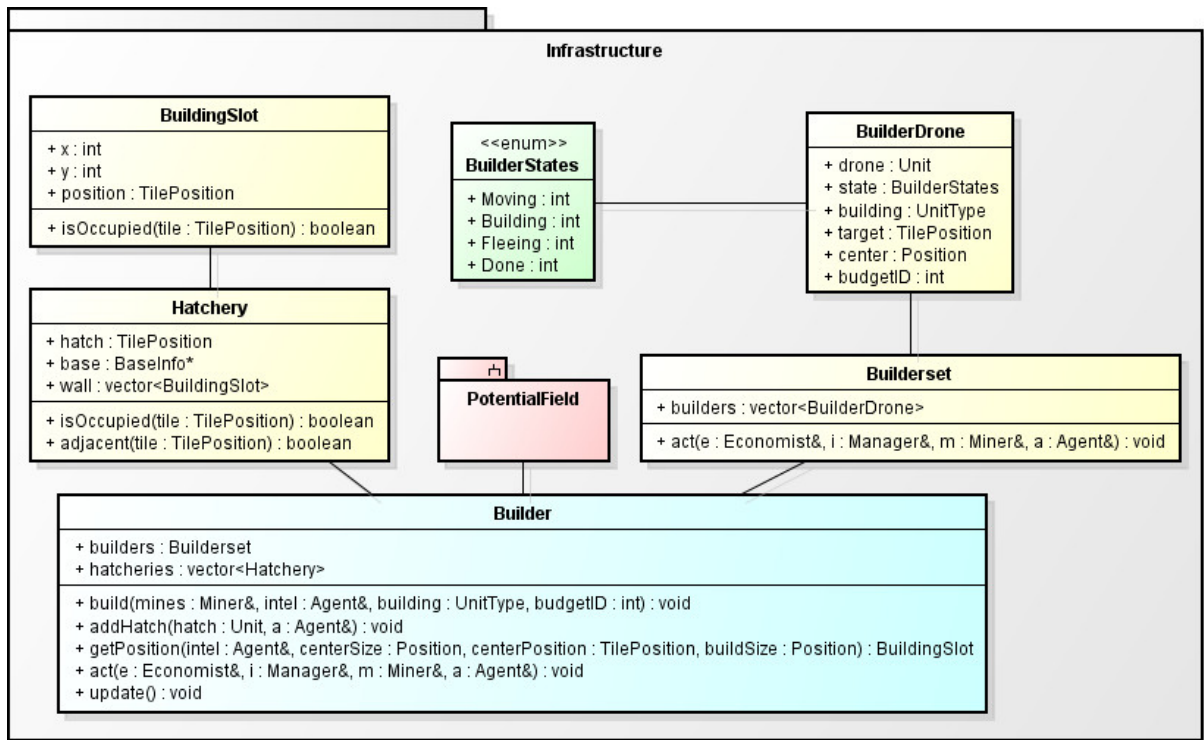 Infrastructure
BuildingSlot
+ x : int
+ y : int
+ position : TilePosition
+ isOccupied(tile : TilePosition) : boolean
<<enum>>
BuilderStates
+ Moving : int
+ Building : int
+ Fleeing : int
+ Done : int
BuilderDrone
+ drone : Unit
+ state : BuilderStates
+ building : UnitType
+ target : TilePosition
+ center : Position
+ budgetID : int
Hatchery
+ hatch : TilePosition
+ base : BaseInfo*
+ wall : vector<BuildingSlot>
+ isOccupied(tile : TilePosition) : boolean
+ adjacent(tile : TilePosition) : boolean
PotentialField
Builderset
+ builders : vector<BuilderDrone>
+ act(e : Economist&, i : Manager&, m : Miner&, a : Agent&) : void
Builder
+ builders : Builderset
+ hatcheries : vector<Hatchery>
+ build(mines : Miner&, intel : Agent&, building : UnitType, budgetID : int) : void
+ addHatch(hatch : Unit, a : Agent&) : void
+ getPosition(intel : Agent&, centerSize : Position, centerPosition : TilePosition, buildSize : Position) : BuildingSlot
+ act(e : Economist&, i : Manager&, m : Miner&, a : Agent&) : void
+ update() : void